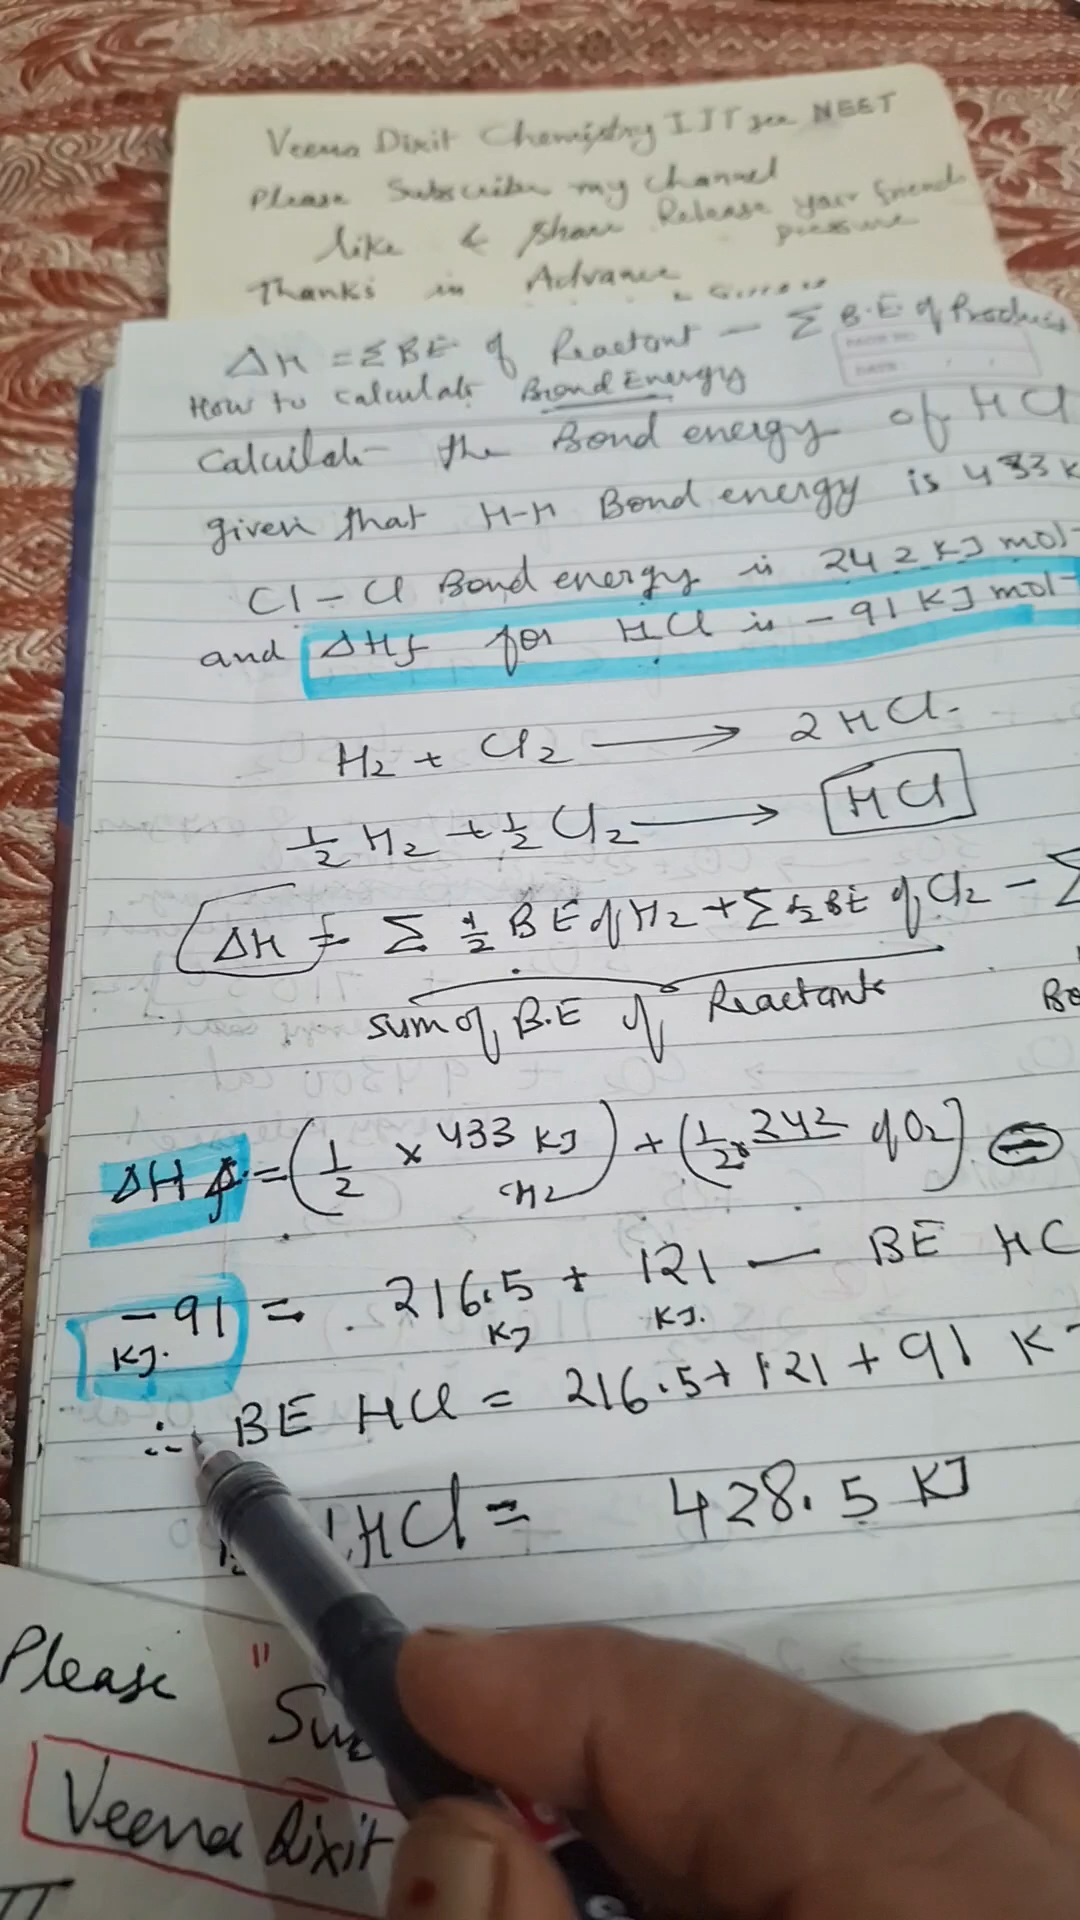 Veena Dixit Chemistry IIT jee NEET
Please Subscribe my channel
like & share Release your friends
pressure
Thanks in Advance
ΔH = Σ BE of Reactant — Σ B.E of Product
How to calculate Bond Energy
Calculate the Bond energy of HCl
given that H-H Bond energy is 433 K
Cl - Cl Bond energy is 242 KJ mol-
and ΔHf for HCl is - 91 KJ mol-
H2 + Cl2 ⟶ 2HCl.
1/2 H2 + 1/2 Cl2 ⟶ HCl
ΔH = Σ 1/2 BE of H2 + Σ 1/2 BE of Cl2 - Σ
sum of B.E of Reactants
ΔHf = (1/2 × 433 KJ H2) + (1/2 × 242 of O2] -
- 91 KJ. = 216.5 KJ + 121 KJ. — BE HC
∴ BE HCl = 216.5 + 121 + 91 K
HCl = 428.5 KJ
Please "
Veena Dixit